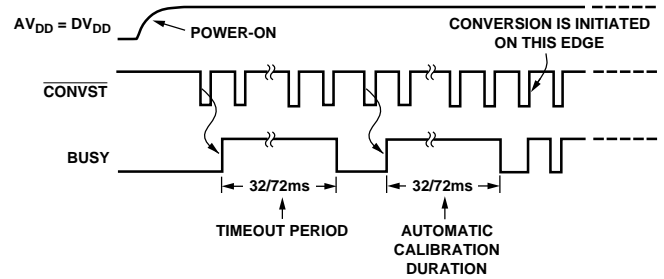 AVDD = DVDD
POWER-ON
CONVERSION IS INITIATED
ON THIS EDGE
CONVST
BUSY
32/72ms
32/72ms
TIMEOUT PERIOD
AUTOMATIC
CALIBRATION
DURATION